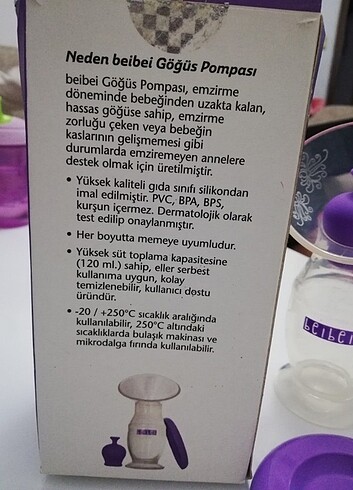 Neden beibei Göğüs Pompası
beibei Göğüs Pompası, emzirme
döneminde bebeğinden uzakta kalan,
hassas göğüse sahip, emzirme
zorluğu çeken veya bebeğin
kaslarının gelişmemesi gibi
durumlarda emziremeyen annelere
destek olmak için üretilmiştir.
• Yüksek kaliteli gıda sınıfı silikondan
imal edilmiştir. PVC, BPA, BPS,
kurşun içermez. Dermatolojik olarak
test edilip onaylanmıştır.
• Her boyutta memeye uyumludur.
• Yüksek süt toplama kapasitesine
(120 ml.) sahip, eller serbest
kullanıma uygun, kolay
temizlenebilir, kullanıcı dostu
üründür.
• -20 / +250°C sıcaklık aralığında
kullanılabilir, 250°C altındaki
sıcaklıklarda bulaşık makinası ve
mikrodalga fırında kullanılabilir.
beibei